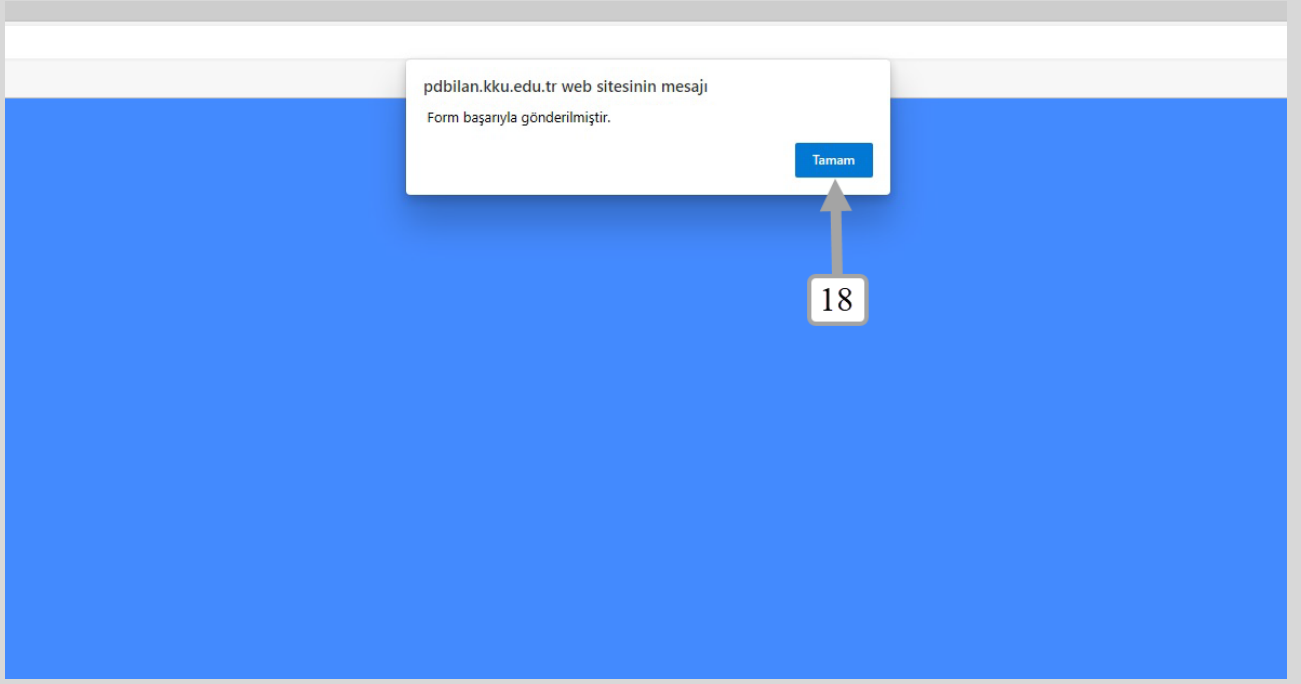 pdbilan.kku.edu.tr web sitesinin mesajı
Form başarıyla gönderilmiştir.
Tamam
18